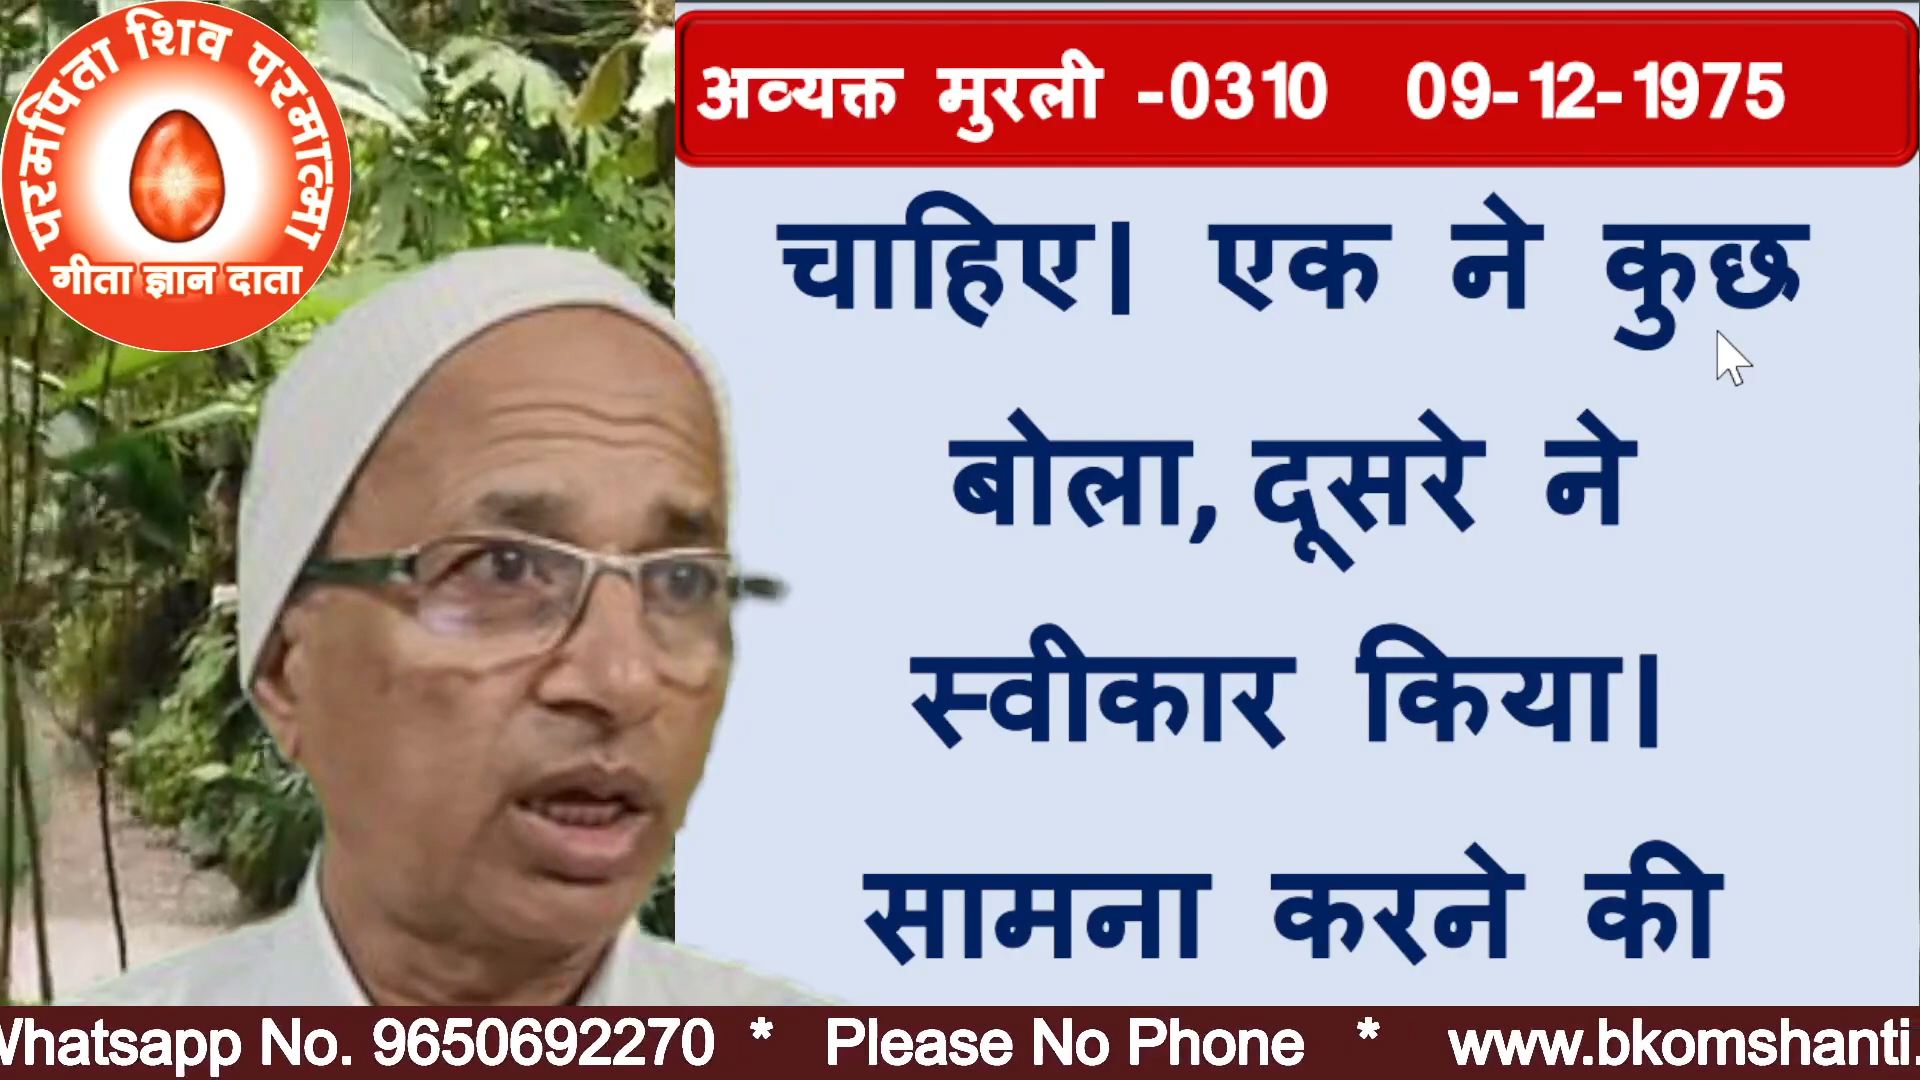 परमपिता शिव परमात्मा
गीता ज्ञान दाता
अव्यक्त मुरली -0310 09-12-1975
चाहिए। एक ने कुछ
बोला, दूसरे ने
स्वीकार किया।
सामना करने की
Whatsapp No. 9650692270 * Please No Phone * www.bkomshanti.